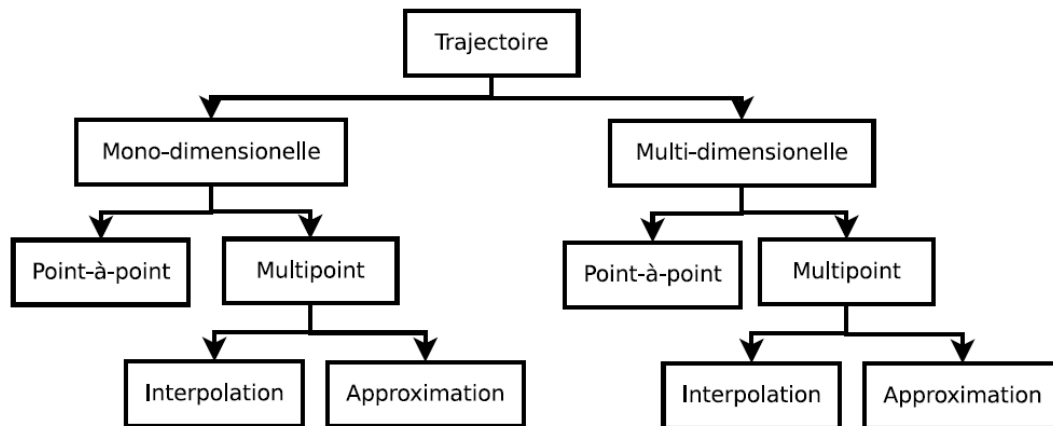 Trajectoire
Mono-dimensionelle
Multi-dimensionelle
Point-à-point
Multipoint
Point-à-point
Multipoint
Interpolation
Approximation
Interpolation
Approximation